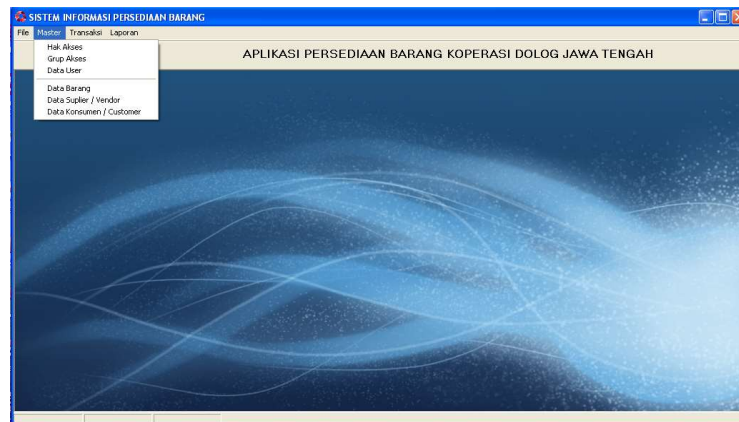 SISTEM INFORMASI PERSEDIAAN BARANG
File Master Transaksi Laporan
Hak Akses
Grup Akses
Data User
Data Barang
Data Suplier / Vendor
Data Konsumen / Customer
APLIKASI PERSEDIAAN BARANG KOPERASI DOLOG JAWA TENGAH